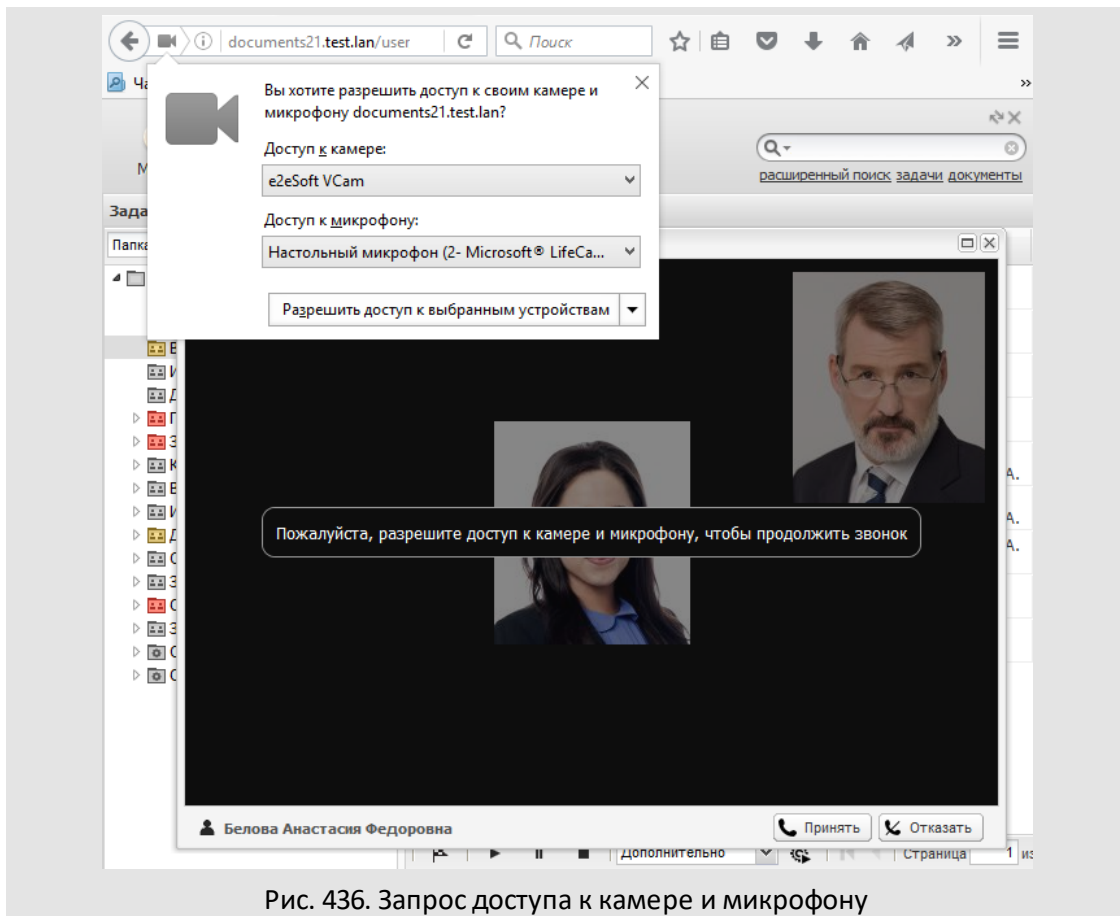 documents21.test.lan/user
Поиск
Ча
Вы хотите разрешить доступ к своим камере и
микрофону documents21.test.lan?
Доступ к камере:
e2eSoft VCam
Доступ к микрофону:
Настольный микрофон (2- Microsoft® LifeCa...
Разрешить доступ к выбранным устройствам
М
расширенный поиск задачи документы
Зада
Папка
В
И
Д
П
З
К
В
И
Д
О
З
С
З
А.
А.
А.
Пожалуйста, разрешите доступ к камере и микрофону, чтобы продолжить звонок
Белова Анастасия Федоровна
Принять
Отказать
Дополнительно
Страница
1
из
Рис. 436. Запрос доступа к камере и микрофону